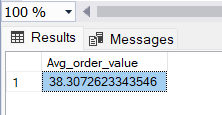 100 %
Results Messages
Avg_order_value
1 38.3072623343546